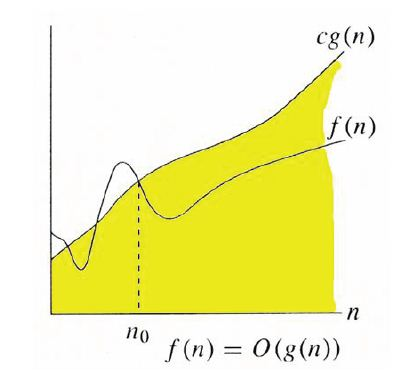 cg(n)
f(n)
n
n₀
f(n) = O(g(n))